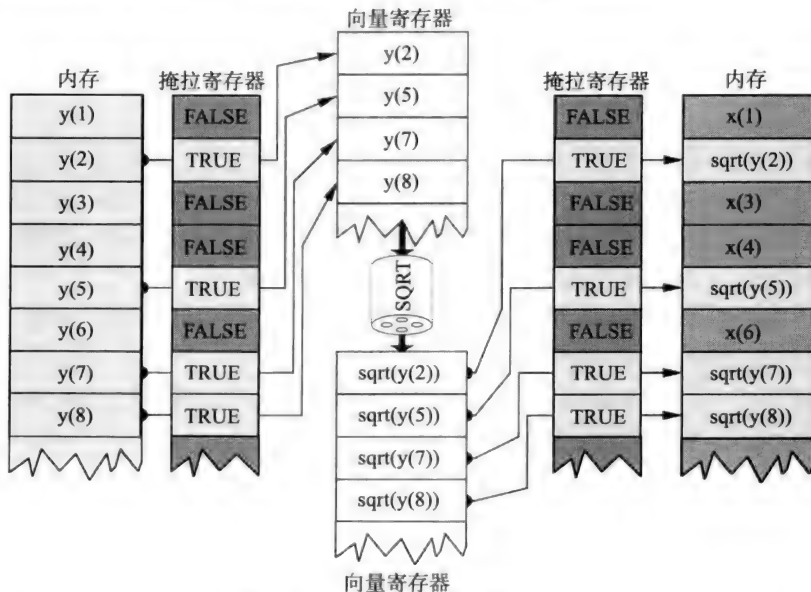 向量寄存器
y(2)
y(5)
y(7)
y(8)
内存
y(1)
y(2)
y(3)
y(4)
y(5)
y(6)
y(7)
y(8)
掩拉寄存器
FALSE
TRUE
FALSE
FALSE
TRUE
FALSE
TRUE
TRUE
SQRT
sqrt(y(2))
sqrt(y(5))
sqrt(y(7))
sqrt(y(8))
向量寄存器
掩拉寄存器
FALSE
TRUE
FALSE
FALSE
TRUE
FALSE
TRUE
TRUE
内存
x(1)
sqrt(y(2))
x(3)
x(4)
sqrt(y(5))
x(6)
sqrt(y(7))
sqrt(y(8))